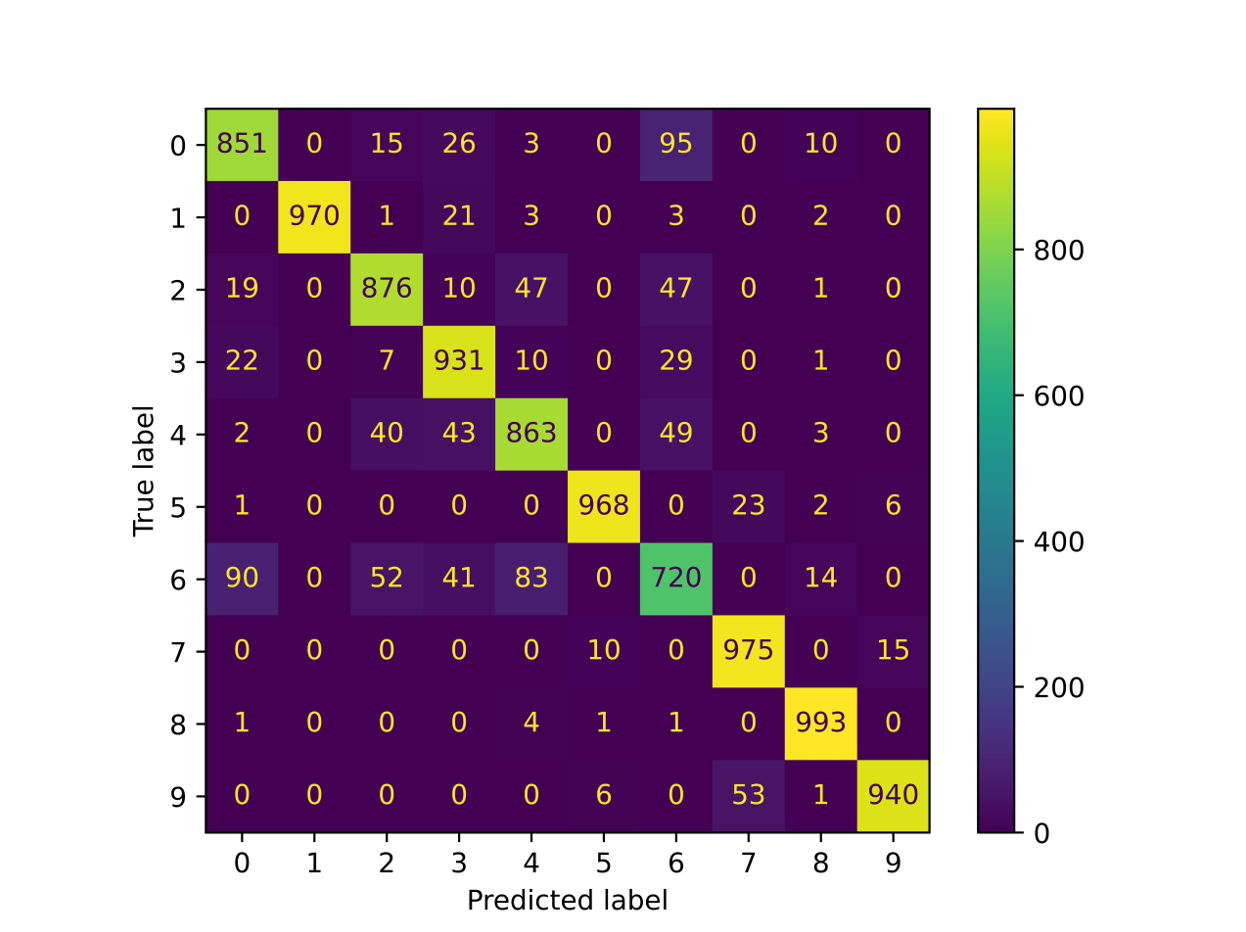 0 851 0 15 26 3 0 95 0 10 0
1 0 970 1 21 3 0 3 0 2 0
2 19 0 876 10 47 0 47 0 1 0
3 22 0 7 931 10 0 29 0 1 0
4 2 0 40 43 863 0 49 0 3 0
5 1 0 0 0 0 968 0 23 2 6
6 90 0 52 41 83 0 720 0 14 0
7 0 0 0 0 0 10 0 975 0 15
8 1 0 0 0 4 1 1 0 993 0
9 0 0 0 0 0 6 0 53 1 940
0 1 2 3 4 5 6 7 8 9
Predicted label
True label
800
600
400
200
0